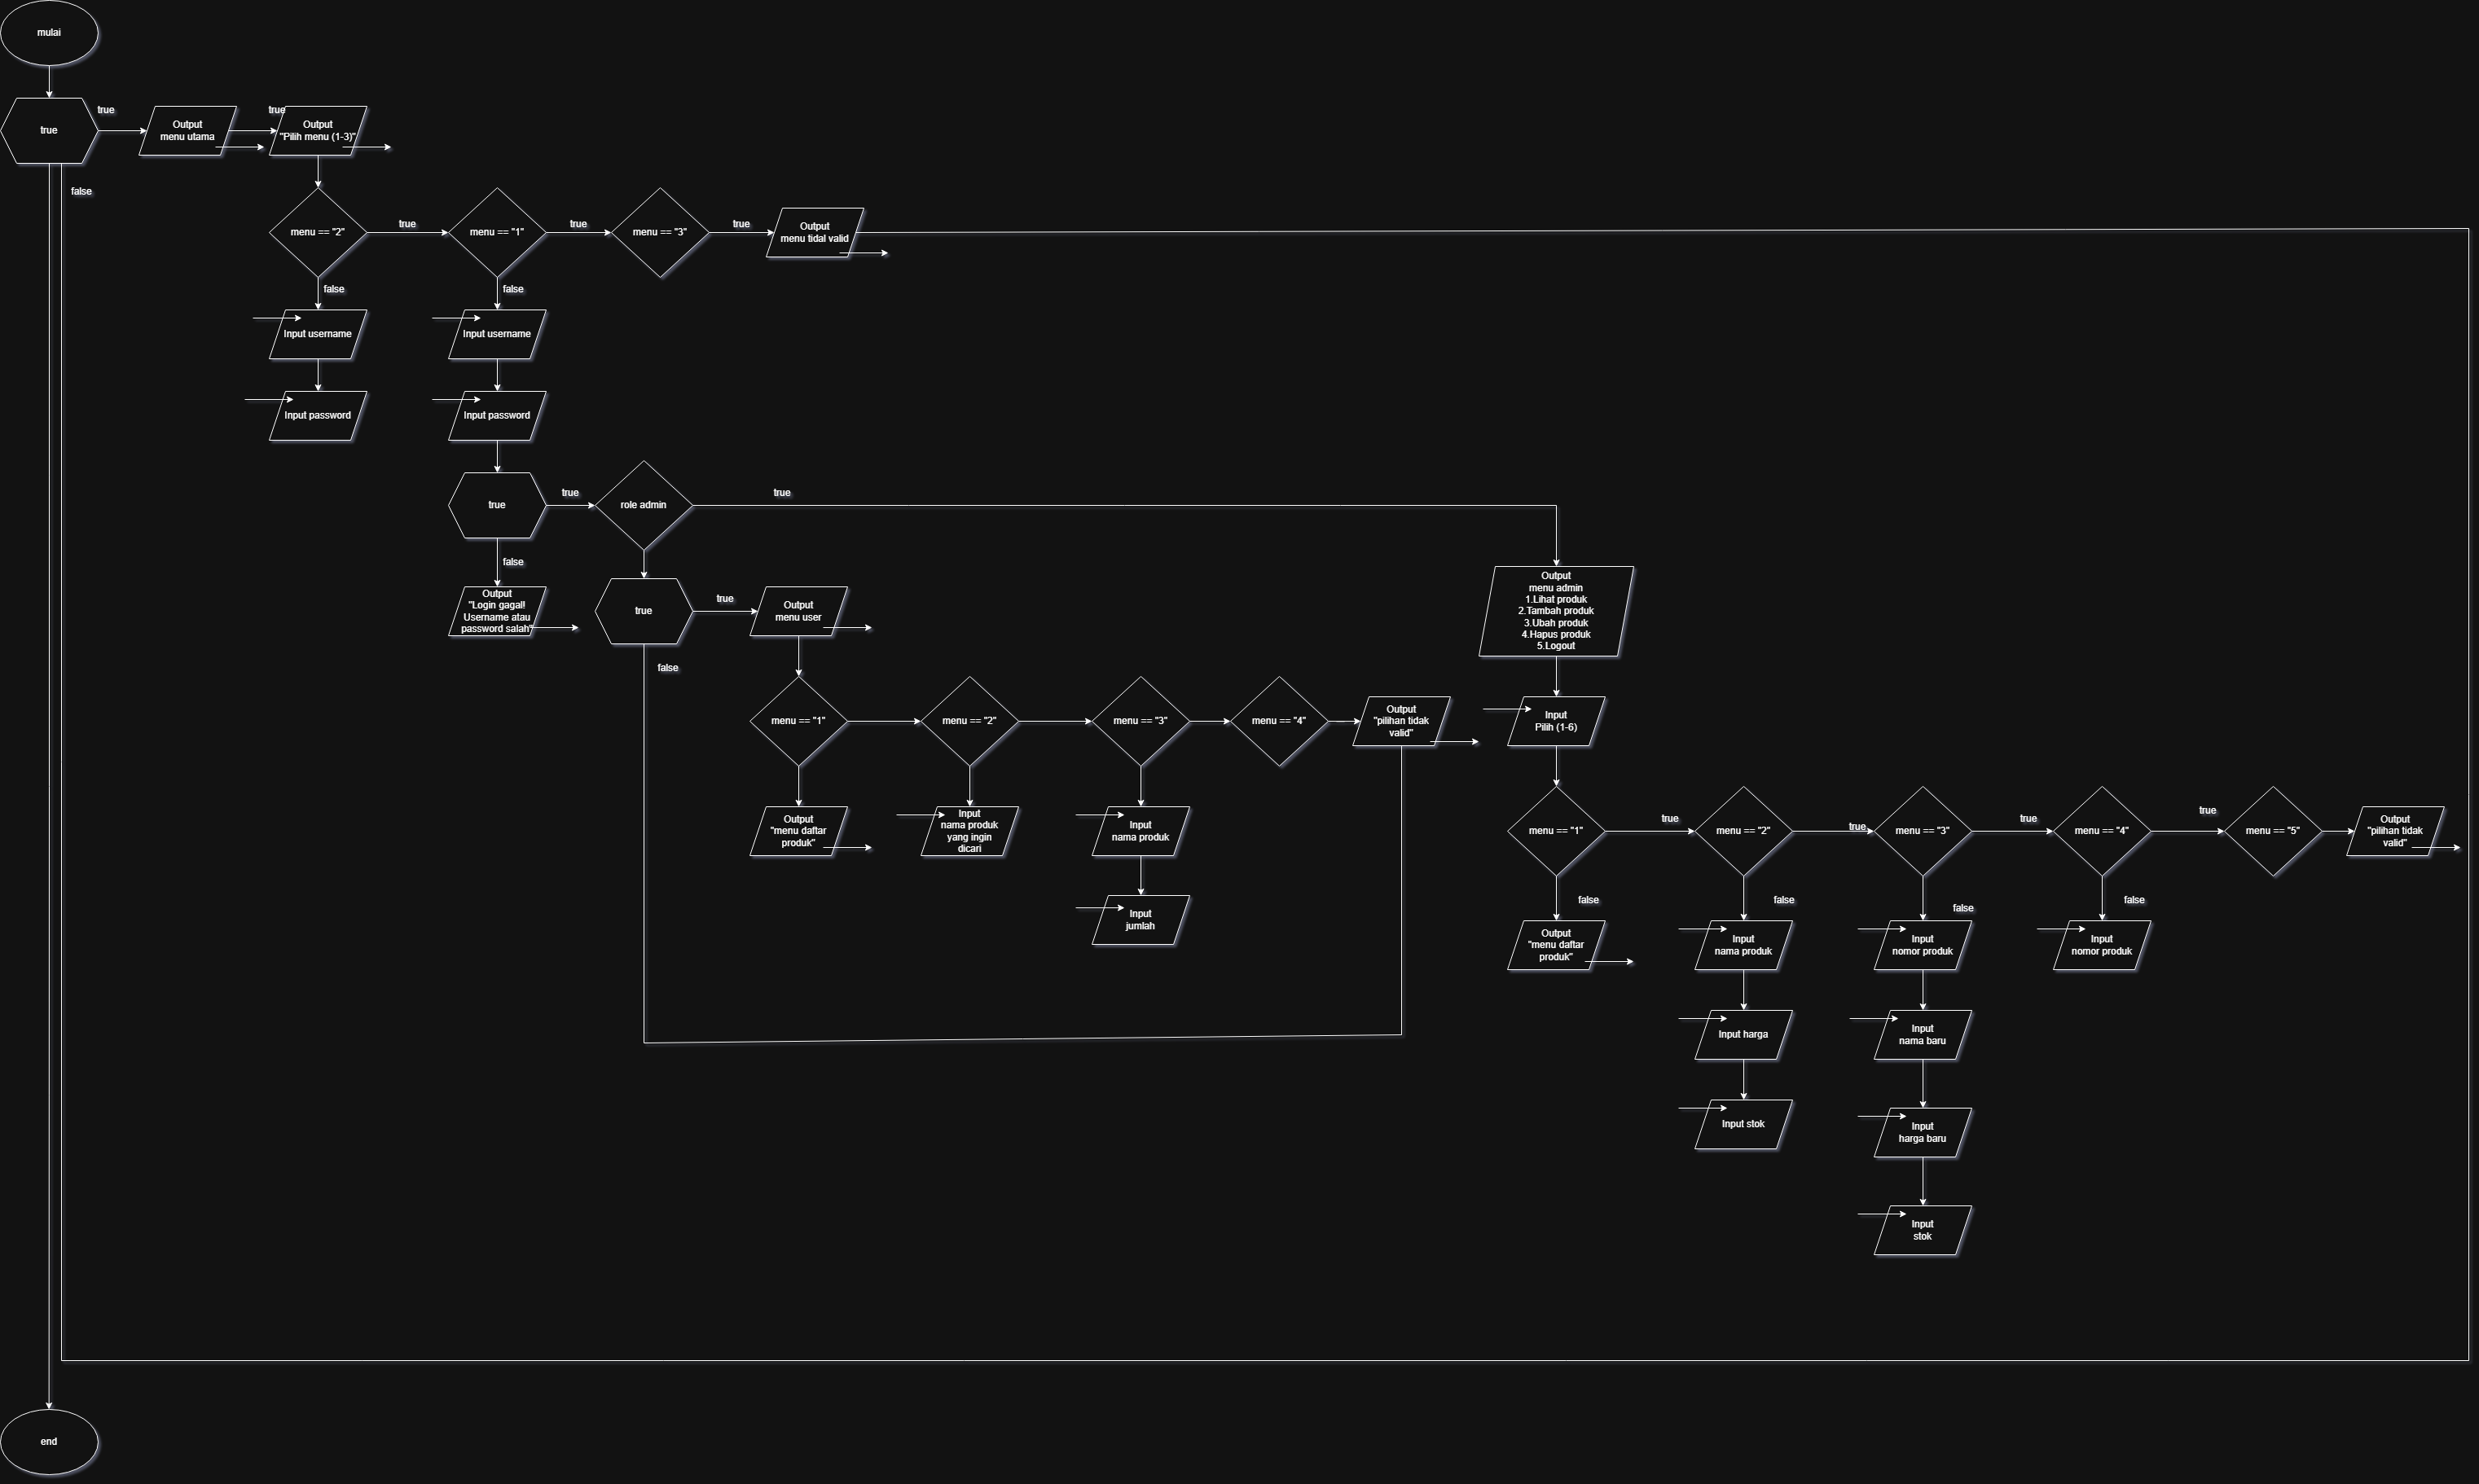 mulai
true
true
Output
menu utama
true
Output
"Pilih menu (1-3)"
false
menu == "2"
true
menu == "1"
true
menu == "3"
true
Output
menu tidal valid
false
false
Input username
Input username
Input password
Input password
true
true
role admin
true
false
Output
"Login gagal!
Username atau
password salah"
true
true
Output
menu user
Output
menu admin
1.Lihat produk
2.Tambah produk
3.Ubah produk
4.Hapus produk
5.Logout
false
menu == "1"
menu == "2"
menu == "3"
menu == "4"
Output
"pilihan tidak
valid"
Input
Pilih (1-6)
Output
"menu daftar
produk"
Input
nama produk
yang ingin
dicari
Input
nama produk
Input
jumlah
menu == "1"
true
menu == "2"
true
menu == "3"
true
menu == "4"
true
menu == "5"
Output
"pilihan tidak
valid"
false
false
false
false
Output
"menu daftar
produk"
Input
nama produk
Input
nomor produk
Input
nomor produk
Input harga
Input
nama baru
Input stok
Input
harga baru
Input
stok
end